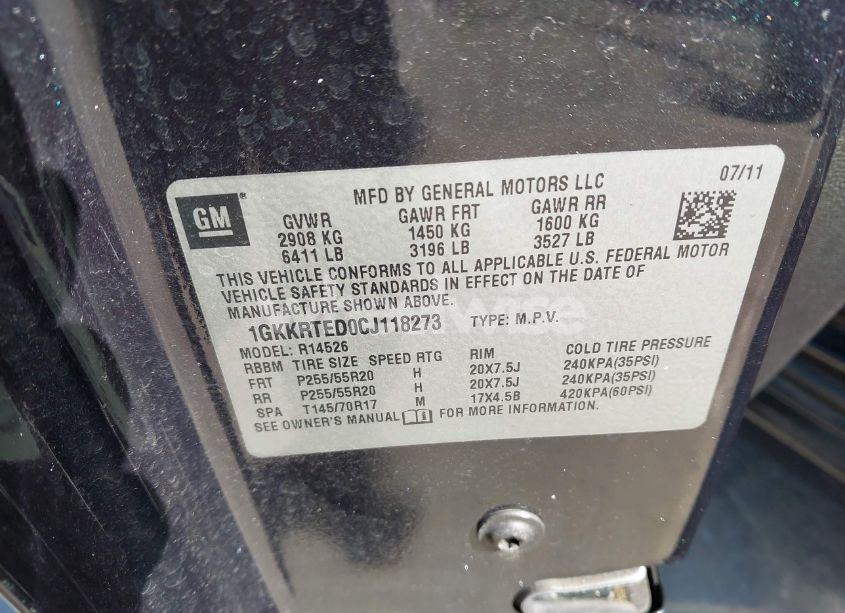 MFD BY GENERAL MOTORS LLC 07/11
GM
GVWR GAWR FRT GAWR RR
2908 KG 1450 KG 1600 KG
6411 LB 3196 LB 3527 LB
THIS VEHICLE CONFORMS TO ALL APPLICABLE U.S. FEDERAL MOTOR
VEHICLE SAFETY STANDARDS IN EFFECT ON THE DATE OF
MANUFACTURE SHOWN ABOVE.
1GKKRTED0CJ118273 TYPE: M.P.V.
MODEL: R14526
RBBM TIRE SIZE SPEED RTG RIM COLD TIRE PRESSURE
FRT P255/55R20 H 20X7.5J 240KPA(35PSI)
RR P255/55R20 H 20X7.5J 240KPA(35PSI)
SPA T145/70R17 M 17X4.5B 420KPA(60PSI)
SEE OWNER'S MANUAL FOR MORE INFORMATION.